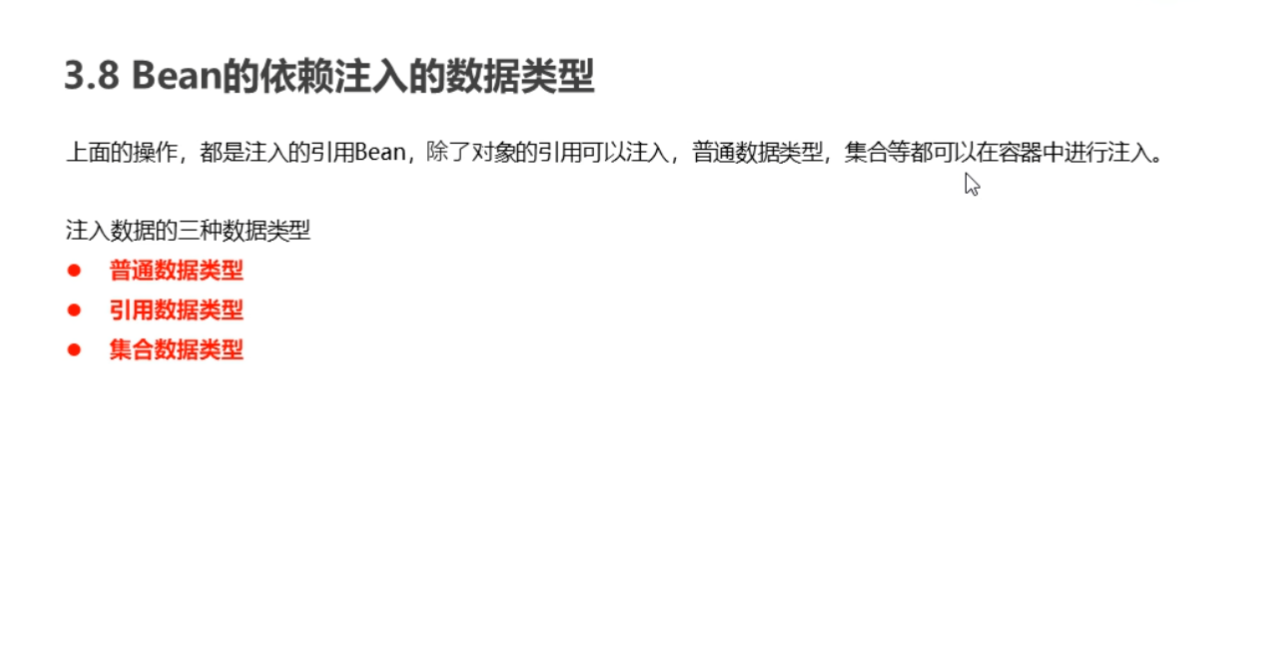 3.8 Bean的依赖注入的数据类型
上面的操作，都是注入的引用Bean，除了对象的引用可以注入，普通数据类型，集合等都可以在容器中进行注入。
注入数据的三种数据类型
● 普通数据类型
● 引用数据类型
● 集合数据类型